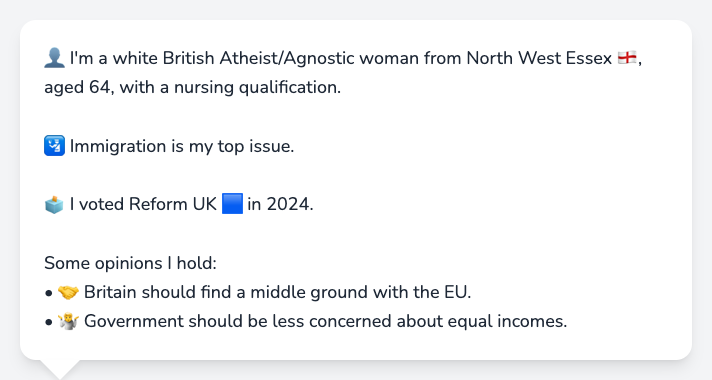 👤 I'm a white British Atheist/Agnostic woman from North West Essex 🏴󠁧󠁢󠁥󠁮󠁧󠁿,
aged 64, with a nursing qualification.
🛂 Immigration is my top issue.
🗳️ I voted Reform UK 🟦 in 2024.
Some opinions I hold:
• 🤝 Britain should find a middle ground with the EU.
• 🤷 Government should be less concerned about equal incomes.